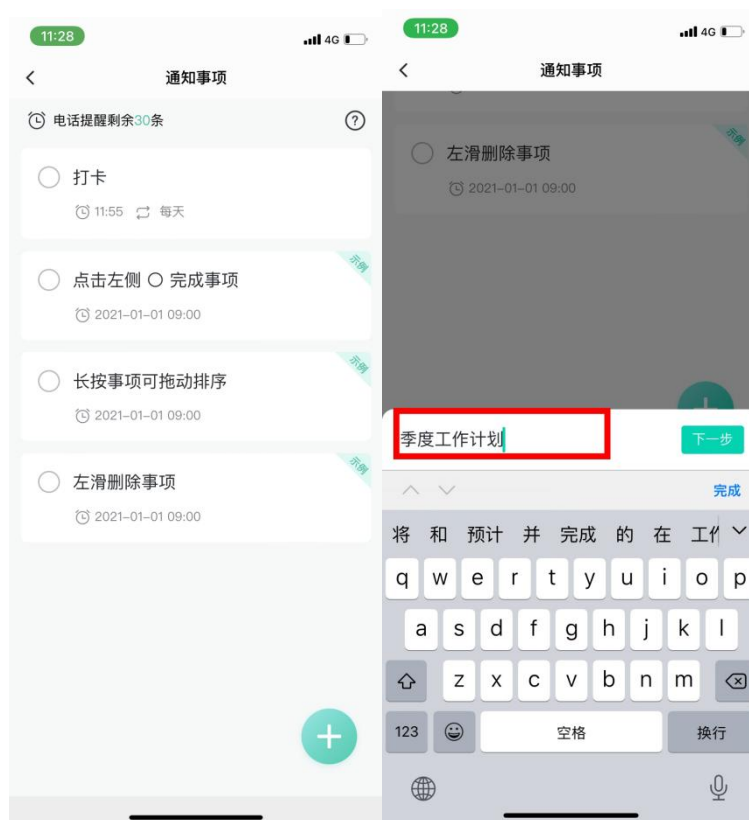 11:28
4G
通知事项
电话提醒剩余30条
打卡
11:55 每天
示例
点击左侧 〇 完成事项
2021-01-01 09:00
示例
长按事项可拖动排序
2021-01-01 09:00
示例
左滑删除事项
2021-01-01 09:00
11:28
4G
通知事项
示例
左滑删除事项
2021-01-01 09:00
季度工作计划
下一步
完成
将 和 预计 并 完成 的 在 工作
q w e r t y u i o p
a s d f g h j k l
z x c v b n m
123 空格 换行